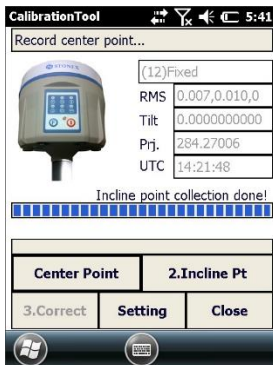 CalibrationTool 5:41
Record center point...
STONEX
(12)Fixed
RMS 0.007,0.010,0
Tilt 0.0000000000
Prj. 284.27006
UTC 14:21:48
Incline point collection done!
Center Point 2.Incline Pt
3.Correct Setting Close